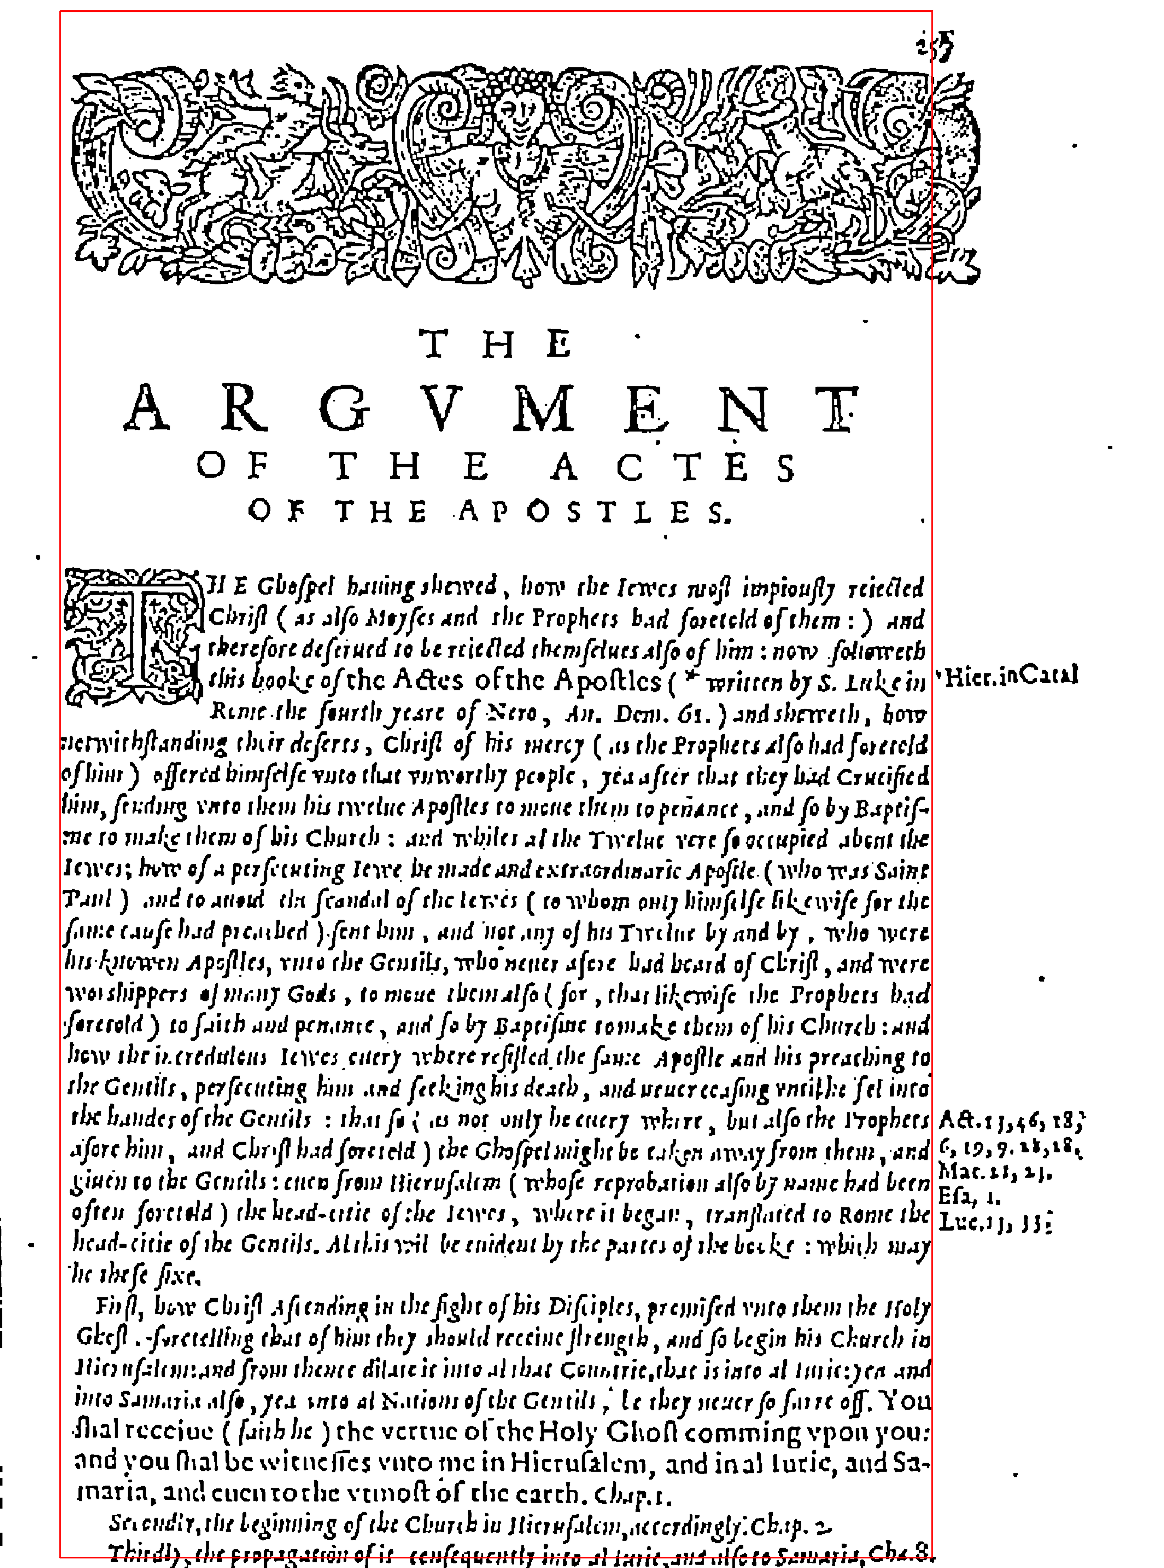 257
THE
ARGVMENT
OF THE ACTES
OF THE APOSTLES.
THE Ghoſpel hauing shewed, how the Iewes moſt impiouſly reiected
Chriſt ( as alſo Moyſes and the Prophets had foretold of them : ) and
therefore deſerued to be reiected themſelues alſo of him : now followeth
this booke of the Actes of the Apoſtles ( * written by S. Luke in
Rome the fourth yeare of Nero, An. Dom. 61. ) and sheweth, how
notwithſtanding their deſerts, Chriſt of his mercy ( as the Prophets alſo had foretold
of him ) offered himſelfe vnto that vnworthy people, yea after that they had Crucified
him, ſending vnto them his twelue Apoſtles to moue them to penance, and ſo by Baptiſ-
me to make them of his Church : and whiles al the Twelue vere ſo occupied about the
Iewes; how of a perſecuting Iewe he made and extraordinarie Apoſtle ( who was Saint
Paul ) and to auoid the ſcandal of the Iewes ( to whom only himſelfe likewiſe for the
ſame cauſe had preached ) ſent him, and not any of his Twelue by and by, who were
his knowen Apoſtles, vnto the Gentils, who neuer afore had heard of Chriſt, and were
worshippers of many Gods, to moue them alſo ( for, that likewiſe the Prophets had
foretold ) to faith and penance, and ſo by Baptiſme to make them of his Church : and
how the incredulous Iewes euery where reſiſted the ſame Apoſtle and his preaching to
the Gentils, perſecuting him and ſeeking his death, and neuer ceaſing vntil he fel into
the handes of the Gentils : that ſo ( as not only he euery where, but alſo the Prophets
afore him, and Chriſt had foretold ) the Ghoſpel might be taken away from them, and
giuen to the Gentils : euen from Hieruſalem ( whoſe reprobation alſo by name had been
often foretold ) the head-citie of the Iewes, where it began, tranſlated to Rome the
head-citie of the Gentils. Al this wil be euident by the partes of the booke : which may
be theſe ſixe.
Firſt, how Chriſt Aſcending in the ſight of his Diſciples, promiſed vnto them the Holy
Ghoſt, foretelling that of him they should receiue ſtrength, and ſo begin his Church in
Hieruſalem: and from thence dilate it into al that Countrie, that is into al Iurie: yea and
into Samaria alſo, yea into al Nations of the Gentils, be they neuer ſo farre off. You
ſhal receiue ( ſaith he ) the vertue of the Holy Ghoſt comming vpon you:
and you ſhal be witneſſes vnto me in Hieruſalem, and in al Iurie, and Sa-
maria, and euen to the vtmoſt of the earth. Chap. 1.
Secondly, the beginning of the Church in Hieruſalem, accordingly. Chap. 2.
Thirdly, the propagation of it conſequently into al Iurie, and alſo to Samaria, Cha. 8.
*Hier. in Catal
Act. 13, 46, 18,
6, 19, 9. 28, 28,
Mat. 21, 43.
Eſa, 1.
Luc. 13, 35: